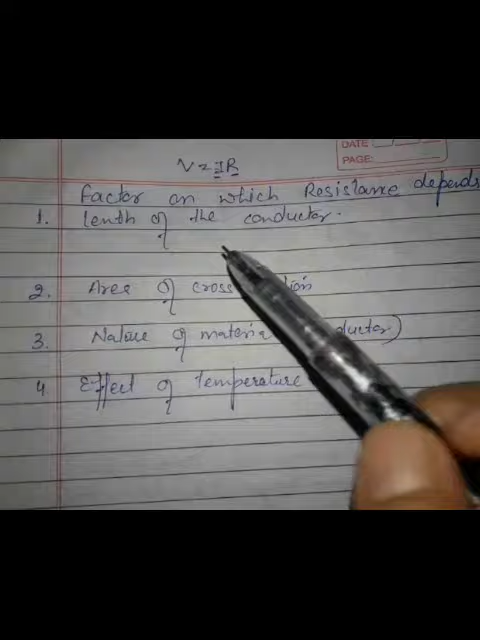 DATE
PAGE:
V = IR
Factor on which Resistance depends
1. Lenth of the conductor.
2. Area of cross
3. Nature of material
4. Effect of Temperature